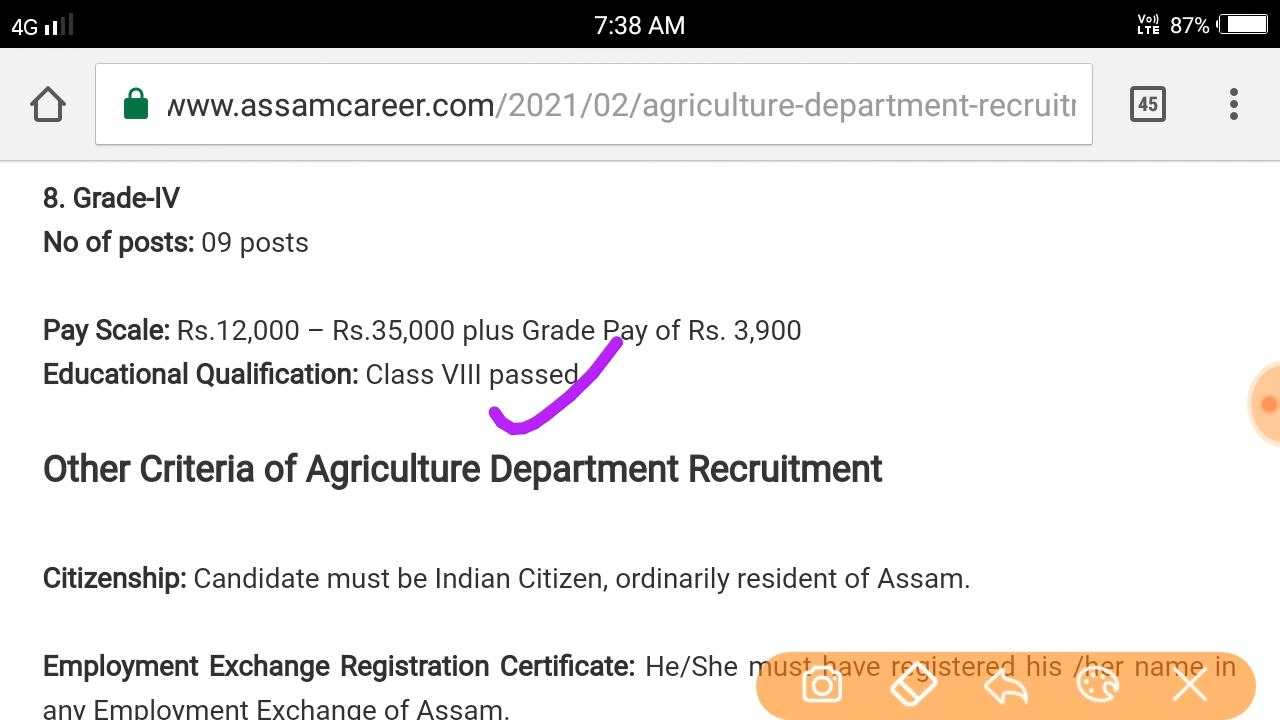 4G 7:38 AM Vo)) LTE 87%
www.assamcareer.com/2021/02/agriculture-department-recruitr 45
8. Grade-IV
No of posts: 09 posts
Pay Scale: Rs.12,000 – Rs.35,000 plus Grade Pay of Rs. 3,900
Educational Qualification: Class VIII passed
Other Criteria of Agriculture Department Recruitment
Citizenship: Candidate must be Indian Citizen, ordinarily resident of Assam.
Employment Exchange Registration Certificate: He/She must have registered his /her name in
any Employment Exchange of Assam.